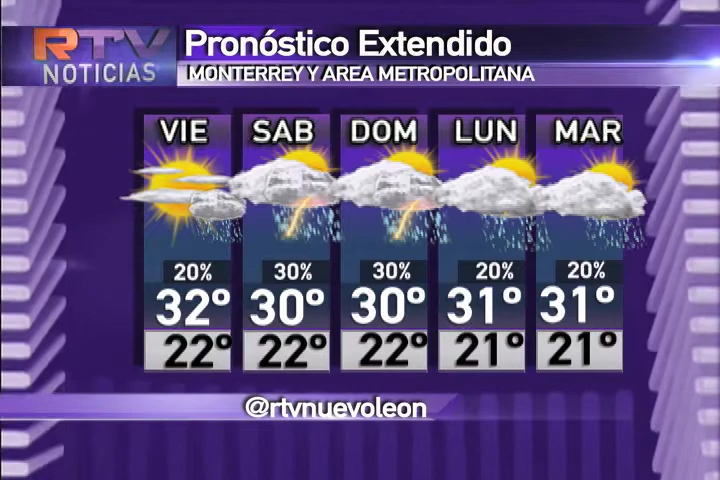 RTV
NOTICIAS
Pronóstico Extendido
MONTERREY Y AREA METROPOLITANA
VIE SAB DOM LUN MAR
20% 30% 30% 20% 20%
32° 30° 30° 31° 31°
22° 22° 22° 21° 21°
@rtvnuevoleon